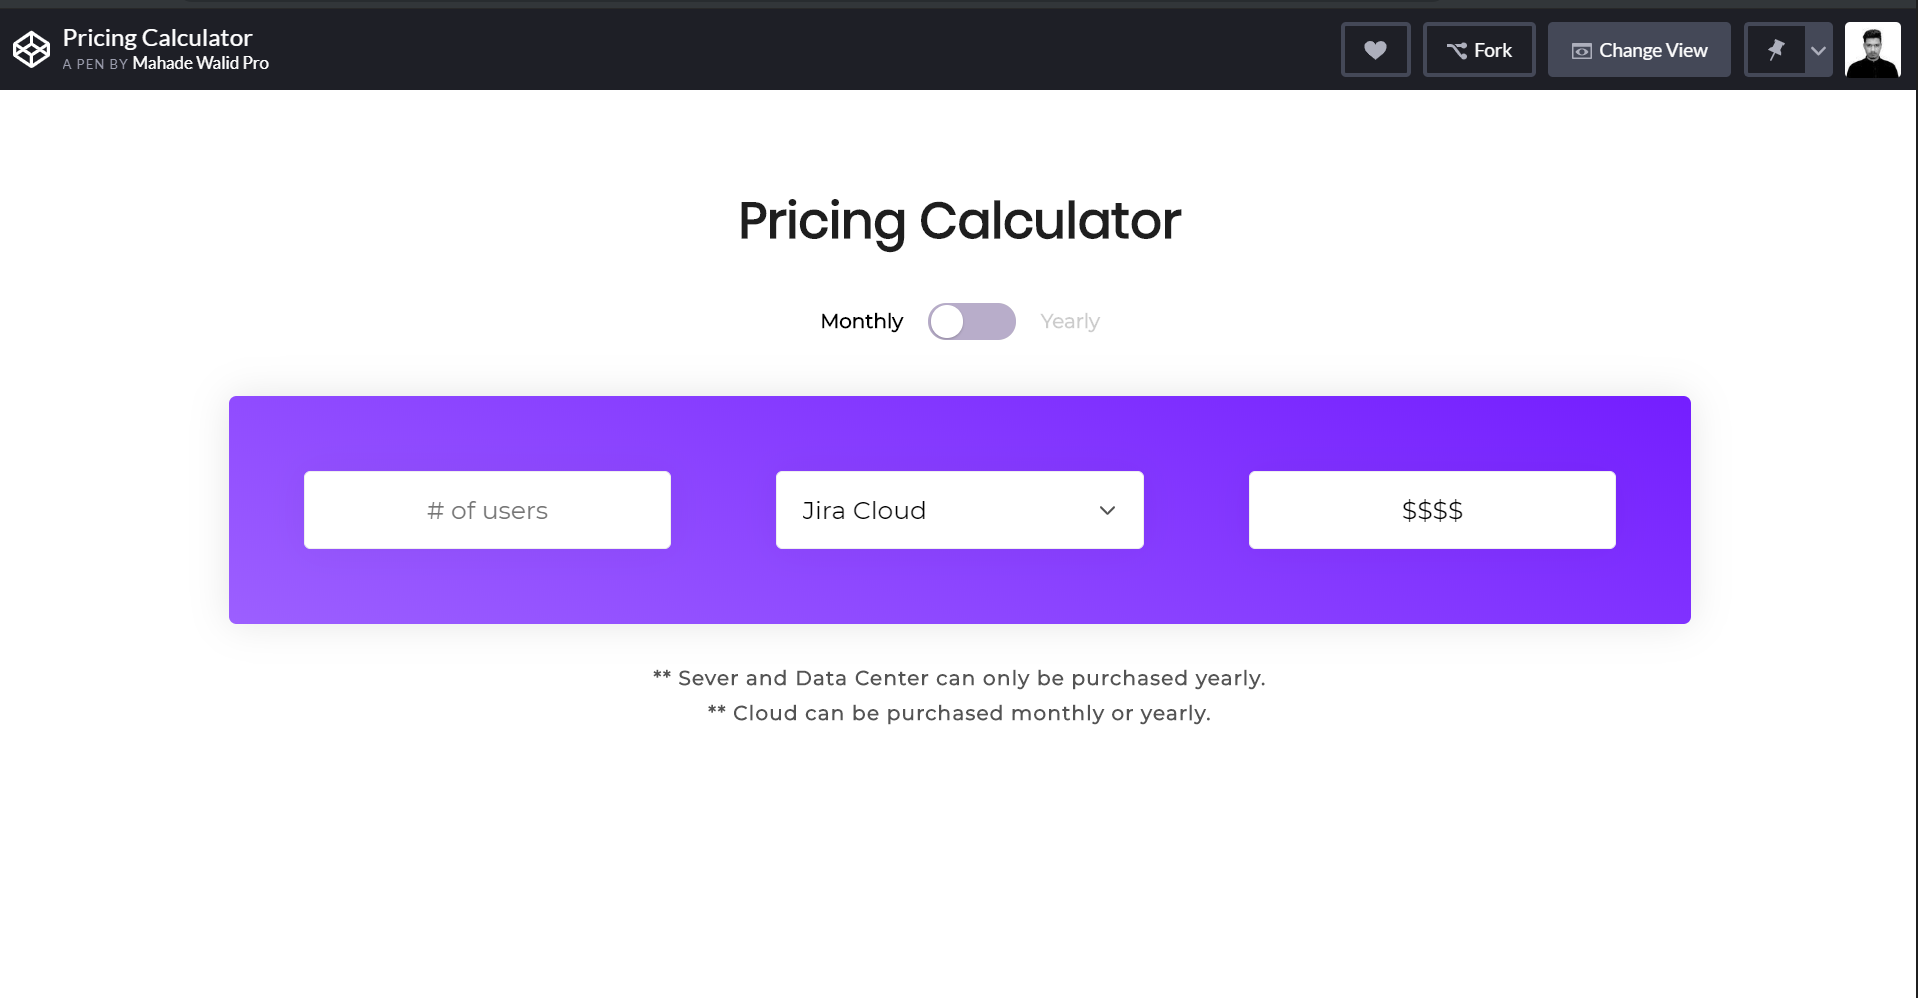 Pricing Calculator
A PEN BY Mahade Walid Pro
Fork
Change View
Pricing Calculator
Monthly
Yearly
# of users
Jira Cloud
$$$$
** Sever and Data Center can only be purchased yearly.
** Cloud can be purchased monthly or yearly.